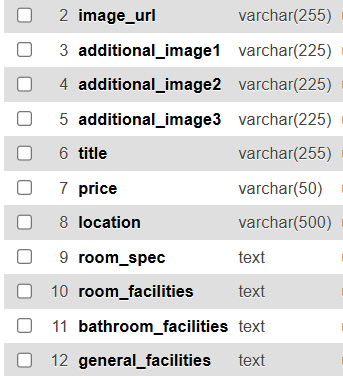 2 image_url varchar(255)
3 additional_image1 varchar(225)
4 additional_image2 varchar(225)
5 additional_image3 varchar(225)
6 title varchar(255)
7 price varchar(50)
8 location varchar(500)
9 room_spec text
10 room_facilities text
11 bathroom_facilities text
12 general_facilities text